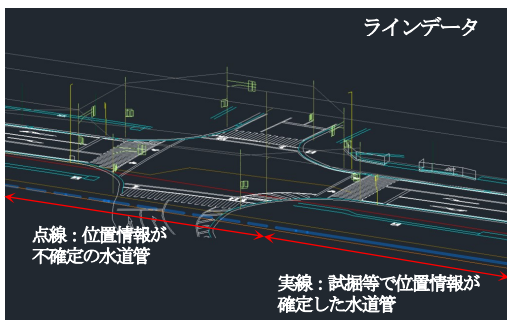 ラインデータ
点線：位置情報が
不確定の水道管
実線：試掘等で位置情報が
確定した水道管